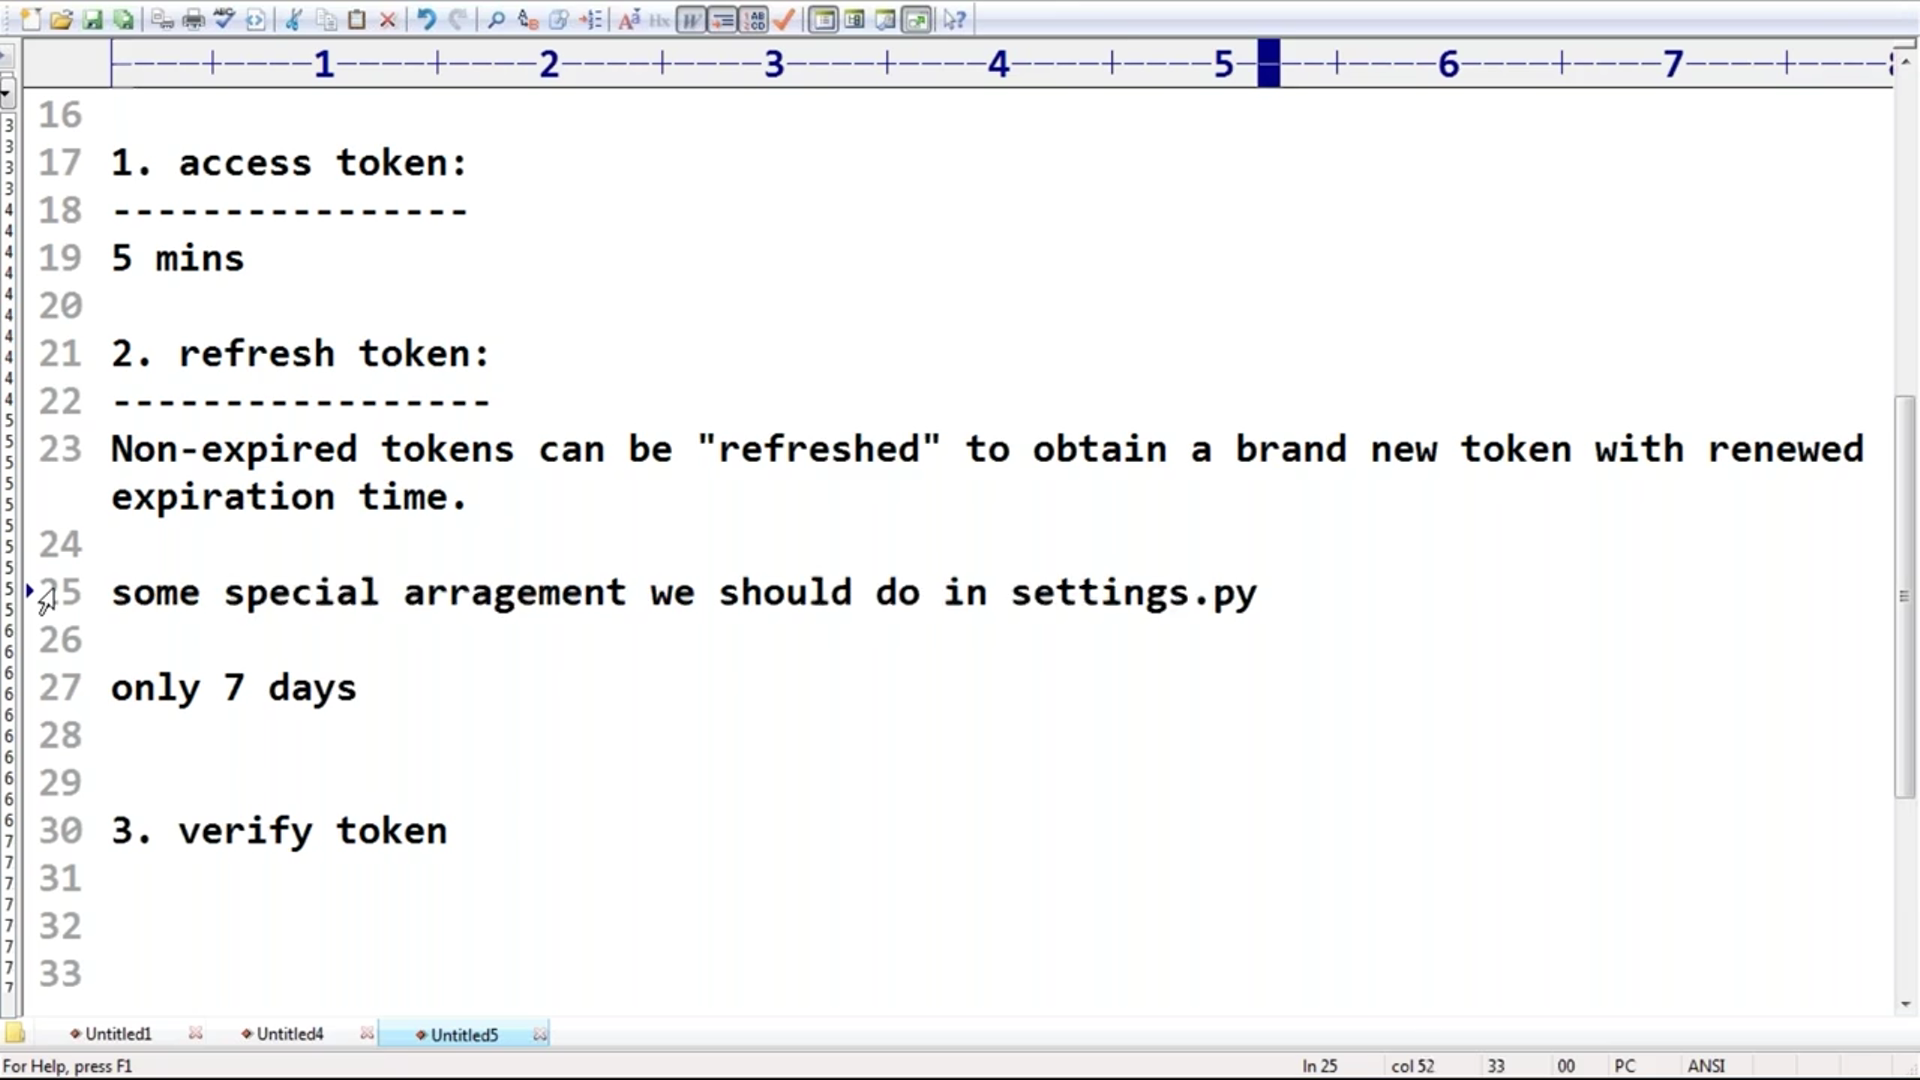 ----+----1----+----2----+----3----+----4----+----5----+----6----+----7----+----
16
17 1. access token:
18 ----------------
19 5 mins
20
21 2. refresh token:
22 -----------------
23 Non-expired tokens can be "refreshed" to obtain a brand new token with renewed
expiration time.
24
25 some special arragement we should do in settings.py
26
27 only 7 days
28
29
30 3. verify token
31
32
33
Untitled1 Untitled4 Untitled5
For Help, press F1 ln 25 col 52 33 00 PC ANSI